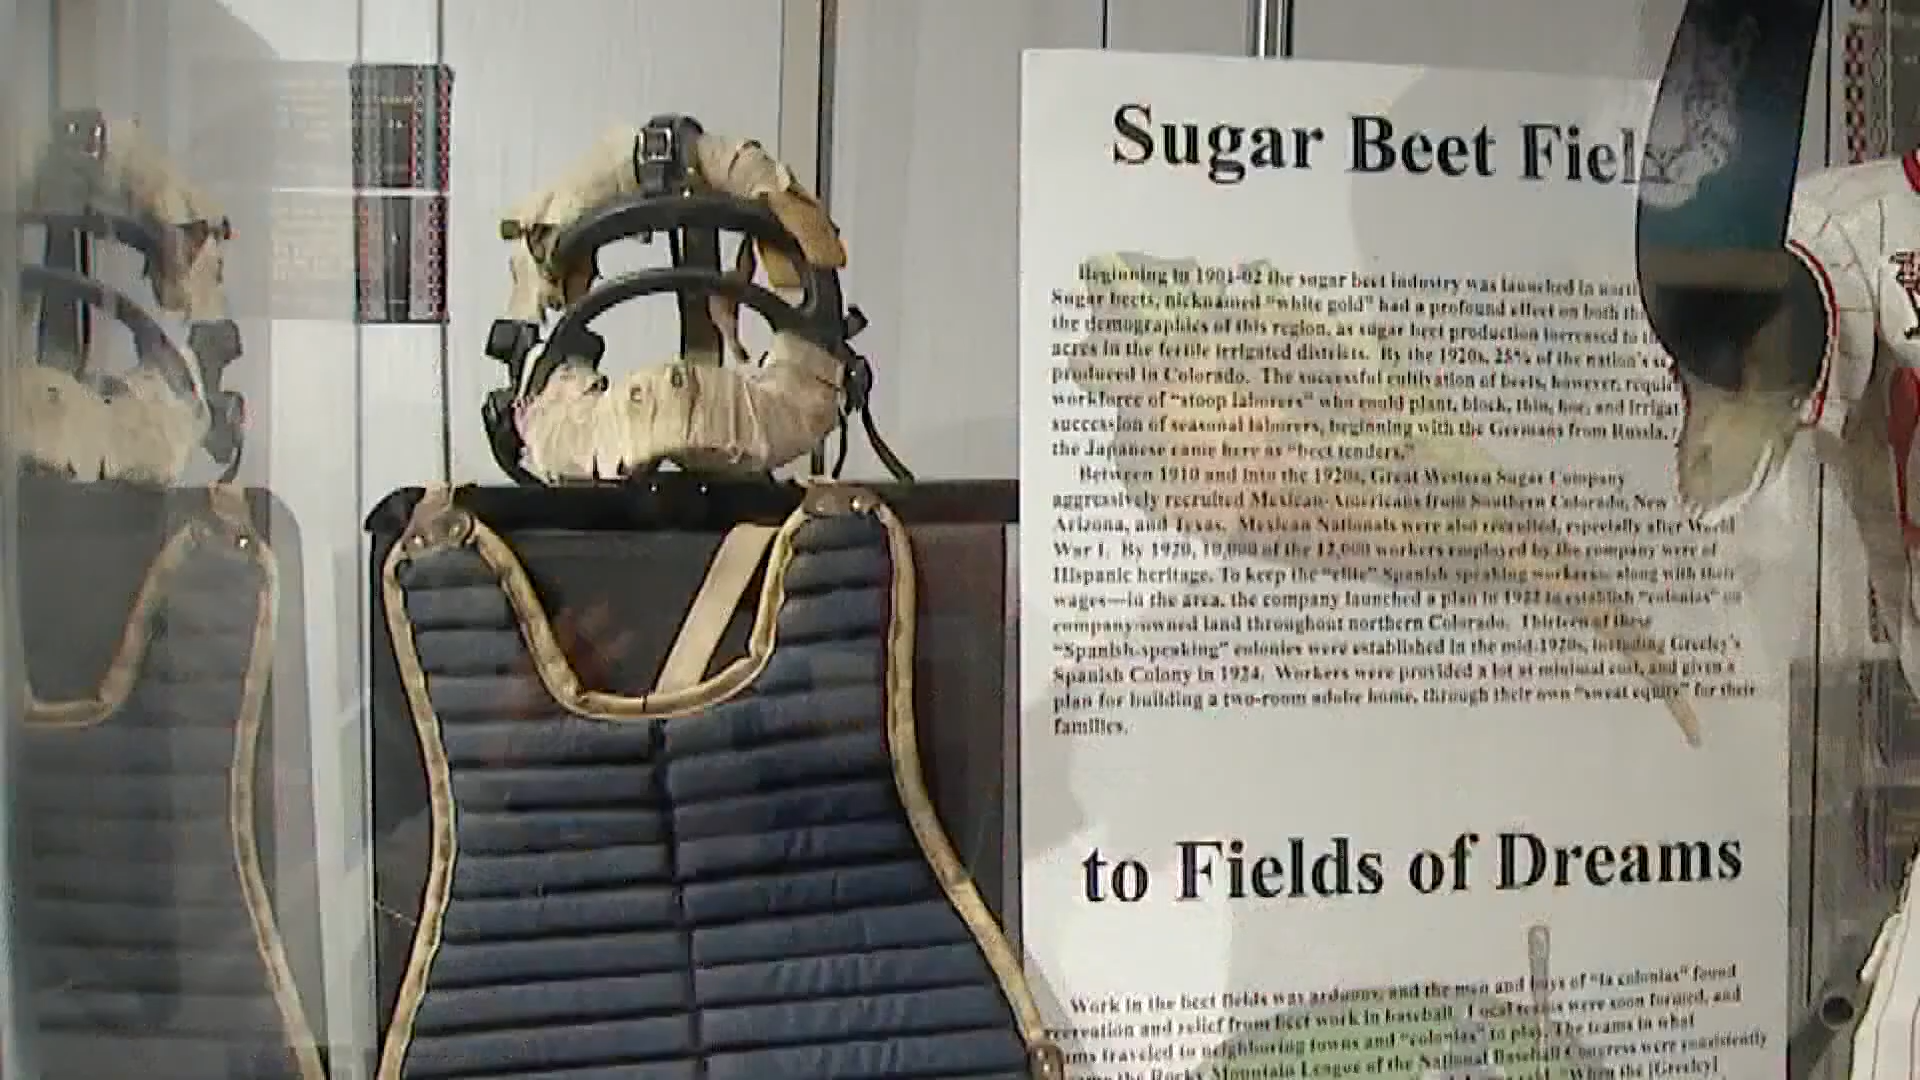 Sugar Beet Fiel
Beginning in 1901-02 the sugar beet industry was launched in
Sugar beets, nicknamed “white gold” had a profound effect on both
the demographics of this region, as sugar beet production increased to
acres in the fertile irrigated districts. By the 1920s, 25% of the nation's
produced in Colorado. The successful cultivation of beets, however,
workforce of “stoop laborers” who could plant, block, thin, hoe, and
succession of seasonal laborers, beginning with the Germans from Russia,
the Japanese came here as “beet tenders.”
Between 1910 and into the 1920s, Great Western Sugar Company
aggressively recruited Mexican-Americans from Southern Colorado, New
Arizona, and Texas. Mexican Nationals were also recruited, especially after World
War I. By 1920, 10,000 of the 12,000 workers employed by the company were of
Hispanic heritage. To keep the “elite” Spanish speaking workers along with their
wages—in the area, the company launched a plan in to establish “colonias” on
company-owned land throughout northern Colorado. Thirteen of these
“Spanish-speaking” colonies were established in the mid-1920s, including Greeley's
Spanish Colony in 1924. Workers were provided a lot at minimal cost, and given a
plan for building a two-room adobe home, through their own “sweat equity” for their
families.
to Fields of Dreams
Work in the beet fields was arduous, and the men and boys of “la colonias” found
recreation and relief from beet work in baseball. Local teams were soon formed, and
traveled to neighboring towns and “colonias” to play. The teams in what
the Rocky Mountain League of the National Baseball Congress were consistently
“When the [Greeley]